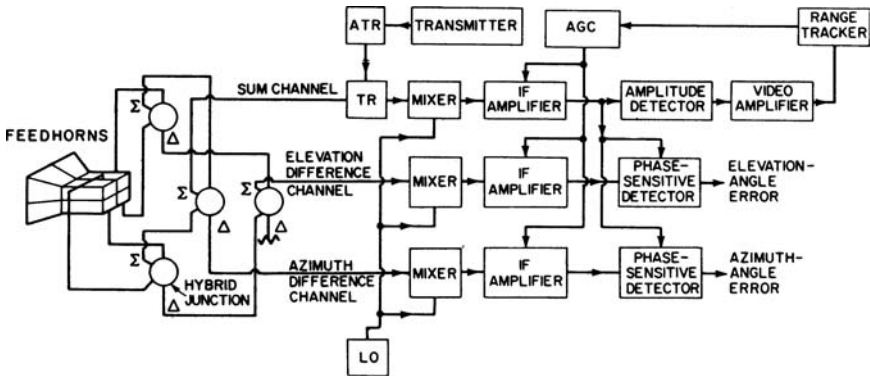 ATR
TRANSMITTER
AGC
RANGE
TRACKER
SUM CHANNEL
TR
MIXER
IF
AMPLIFIER
AMPLITUDE
DETECTOR
VIDEO
AMPLIFIER
Σ
Δ
FEEDHORNS
ELEVATION
DIFFERENCE
CHANNEL
Σ
MIXER
IF
AMPLIFIER
PHASE-
SENSITIVE
DETECTOR
ELEVATION-
ANGLE
ERROR
Σ
Δ
Δ
Σ
HYBRID
JUNCTION
Δ
AZIMUTH
DIFFERENCE
CHANNEL
MIXER
IF
AMPLIFIER
PHASE-
SENSITIVE
DETECTOR
AZIMUTH-
ANGLE
ERROR
LO